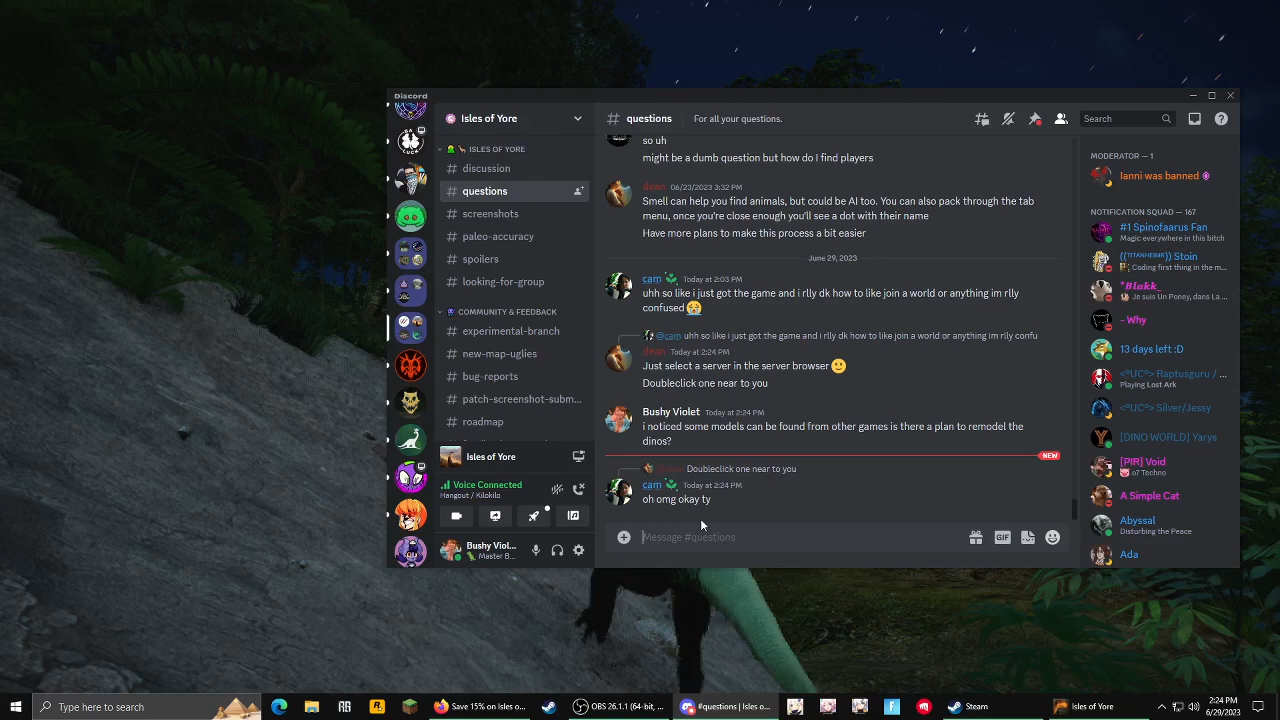 Discord
Isles of Yore
questions
For all your questions.
Search
ISLES OF YORE
discussion
questions
screenshots
paleo-accuracy
spoilers
looking-for-group
COMMUNITY & FEEDBACK
experimental-branch
new-map-uglies
bug-reports
patch-screenshot-subm...
roadmap
Isles of Yore
Voice Connected
Hangout / Kilokilo
Bushy Viol...
Master B...
so uh
might be a dumb question but how do I find players
dean 06/23/2023 3:32 PM
Smell can help you find animals, but could be AI too. You can also pack through the tab
menu, once you're close enough you'll see a dot with their name
Have more plans to make this process a bit easier
June 29, 2023
cam Today at 2:03 PM
uhh so like i just got the game and i rlly dk how to like join a world or anything im rlly
confused
@cam uhh so like i just got the game and i rlly dk how to like join a world or anything im rlly confu
dean Today at 2:24 PM
Just select a server in the server browser
Doubleclick one near to you
Bushy Violet Today at 2:24 PM
i noticed some models can be found from other games is there a plan to remodel the
dinos?
NEW
Doubleclick one near to you
cam Today at 2:24 PM
oh omg okay ty
Message #questions
GIF
MODERATOR — 1
Ianni was banned
NOTIFICATION SQUAD — 167
#1 Spinofaarus Fan
Magic everywhere in this bitch
((TITANHEIMR)) Stoin
Coding first thing in the m...
*Blakk_
Je suis Un Poney, dans La ...
~Why
13 days left :D
<ºUC°> Raptusguru / ...
Playing Lost Ark
<ºUC°> Silver/Jessy
[DINO WORLD] Yarys
[PIR] Void
o7 Techno
A Simple Cat
Abyssal
Disturbing the Peace
Ada
Type here to search
Save 15% on Isles o...
OBS 26.1.1 (64-bit, ...
#questions | Isles o...
Steam
Isles of Yore
2:24 PM
6/29/2023